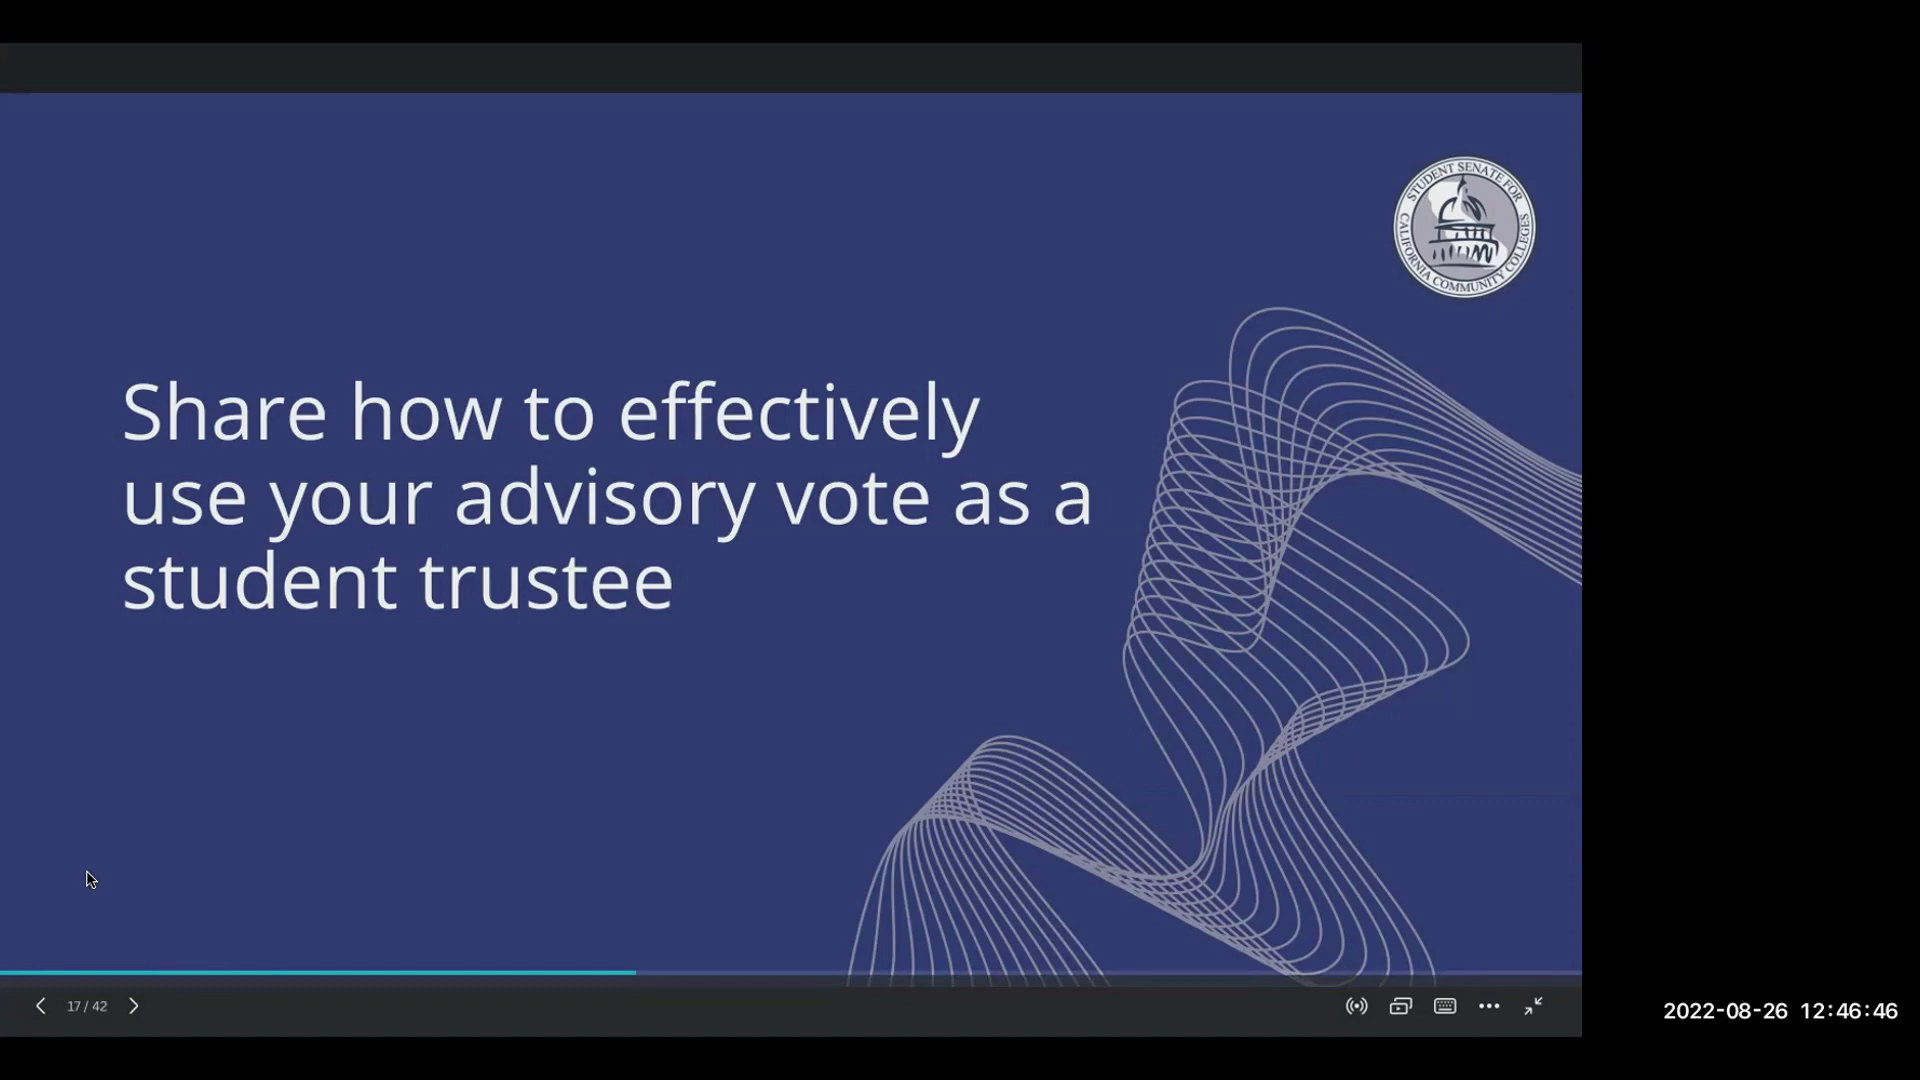 STUDENT SENATE FOR
CALIFORNIA COMMUNITY COLLEGES
Share how to effectively
use your advisory vote as a
student trustee
17 / 42
2022-08-26 12:46:46